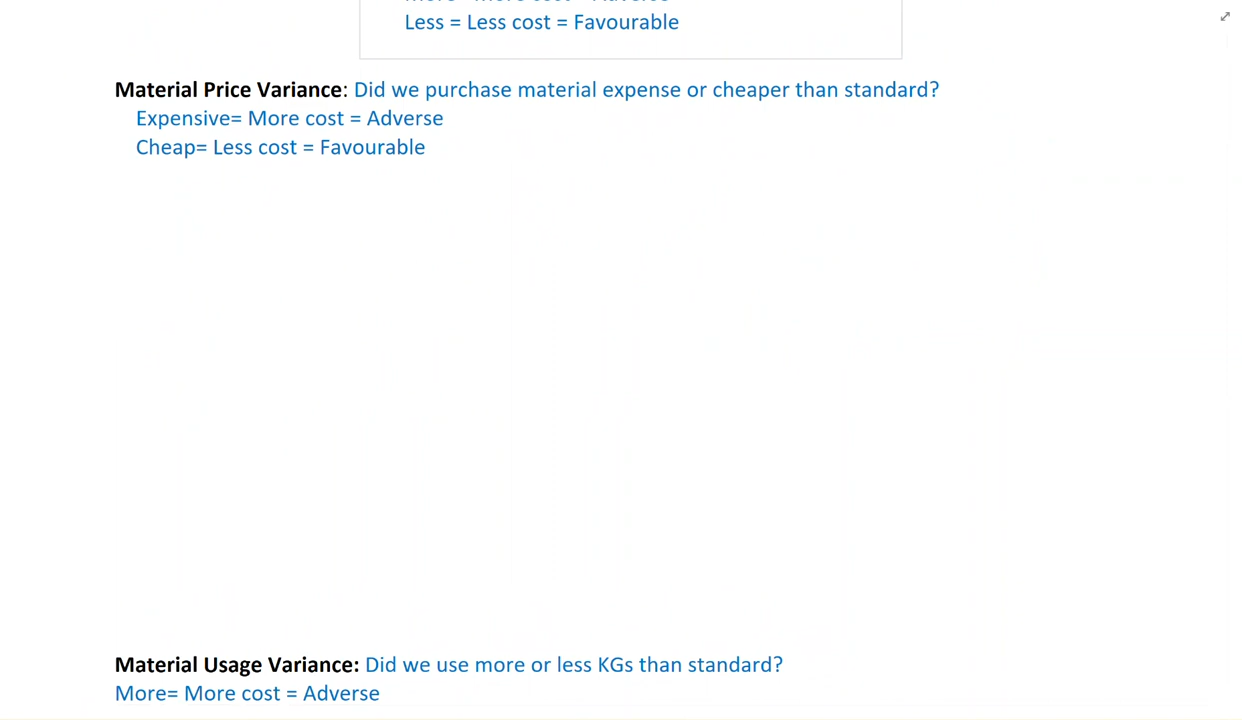 Less = Less cost = Favourable
Material Price Variance: Did we purchase material expense or cheaper than standard?
Expensive= More cost = Adverse
Cheap= Less cost = Favourable
Material Usage Variance: Did we use more or less KGs than standard?
More= More cost = Adverse